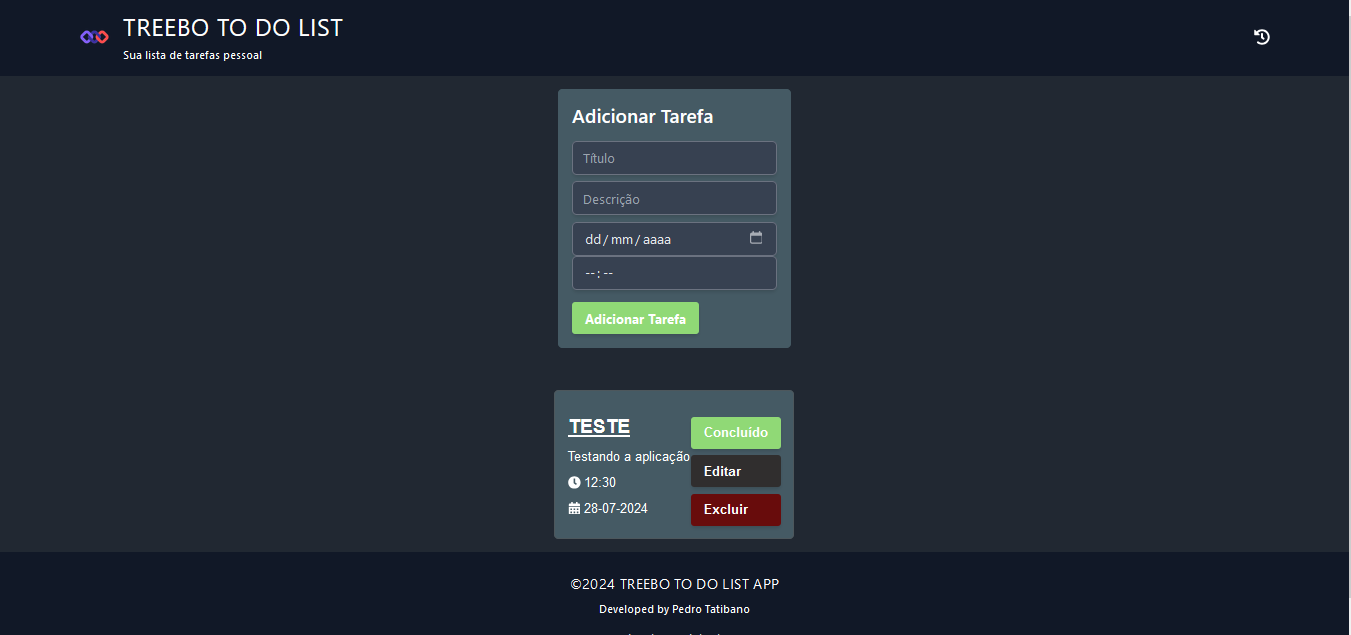 TREEBO TO DO LIST
Sua lista de tarefas pessoal
Adicionar Tarefa
Título
Descrição
dd/mm/aaaa
--:--
Adicionar Tarefa
TESTE
Concluído
Testando a aplicação
Editar
12:30
28-07-2024
Excluir
©2024 TREEBO TO DO LIST APP
Developed by Pedro Tatibano